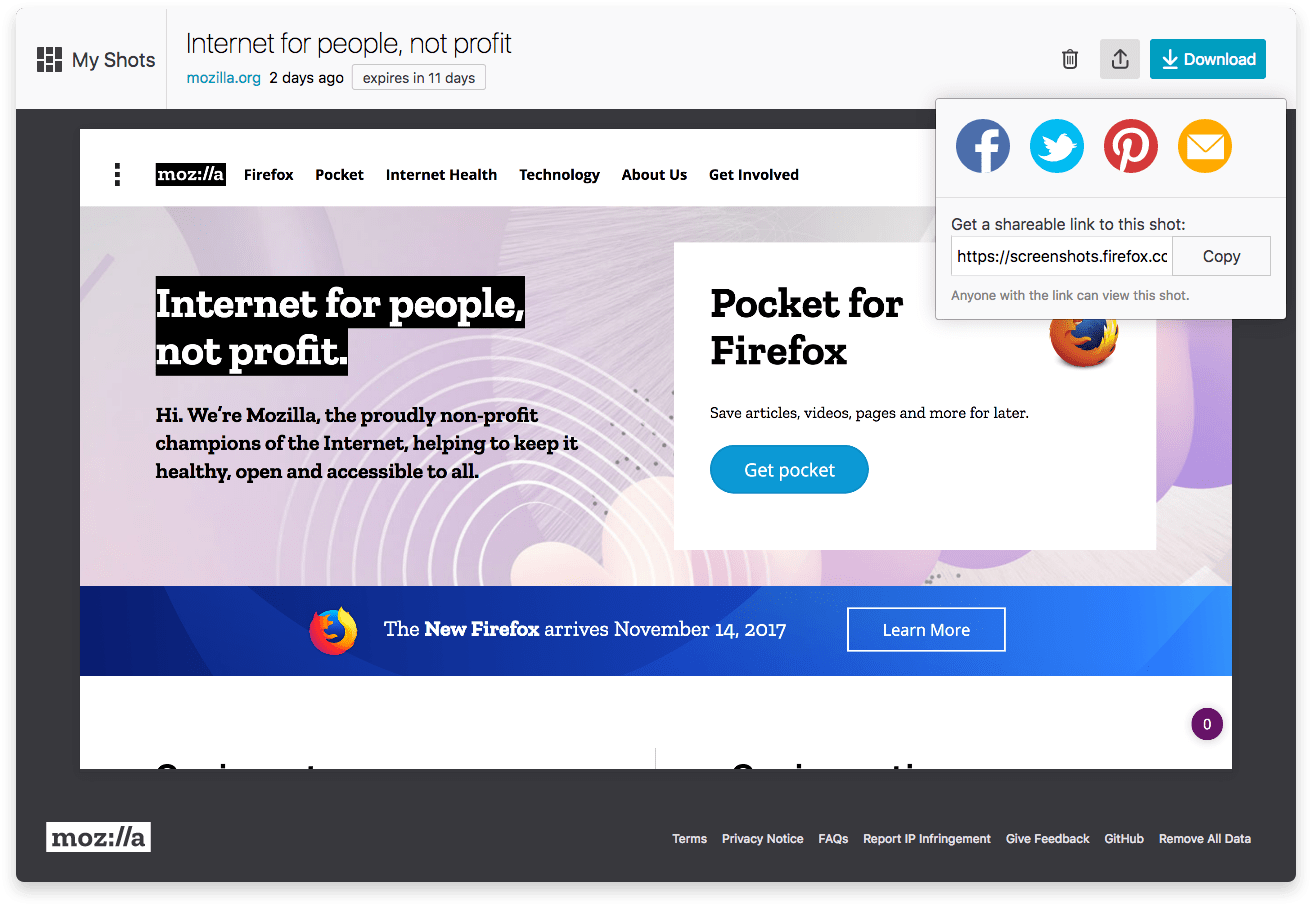 My Shots
Internet for people, not profit
mozilla.org 2 days ago expires in 11 days
Download
Get a shareable link to this shot:
https://screenshots.firefox.cc Copy
Anyone with the link can view this shot.
moz://a Firefox Pocket Internet Health Technology About Us Get Involved
Internet for people,
not profit.
Hi. We’re Mozilla, the proudly non-profit
champions of the Internet, helping to keep it
healthy, open and accessible to all.
Pocket for
Firefox
Save articles, videos, pages and more for later.
Get pocket
The New Firefox arrives November 14, 2017 Learn More
0
moz://a
Terms Privacy Notice FAQs Report IP Infringement Give Feedback GitHub Remove All Data